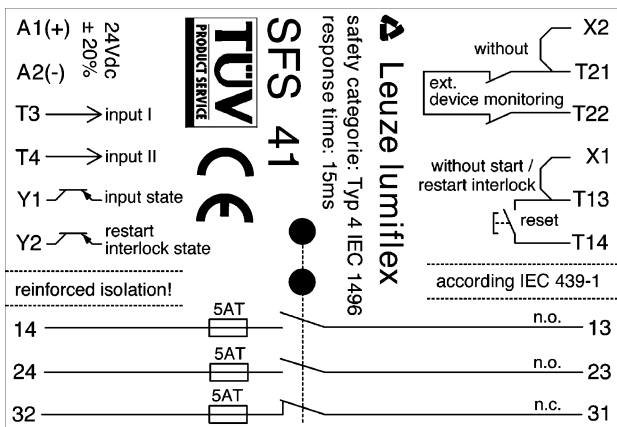 A1(+)
24Vdc
± 20%
A2(-)
T3
input I
T4
input II
Y1
input state
Y2
restart
interlock state
TÜV
PRODUCT SERVICE
CE
SFS 41
response time: 15ms
safety categorie: Typ 4 IEC 1496
Leuze lumiflex
X2
without
T21
ext.
device monitoring
T22
X1
without start /
restart interlock
T13
reset
T14
reinforced isolation!
according IEC 439-1
14
5AT
n.o.
13
24
5AT
n.o.
23
32
5AT
n.c.
31